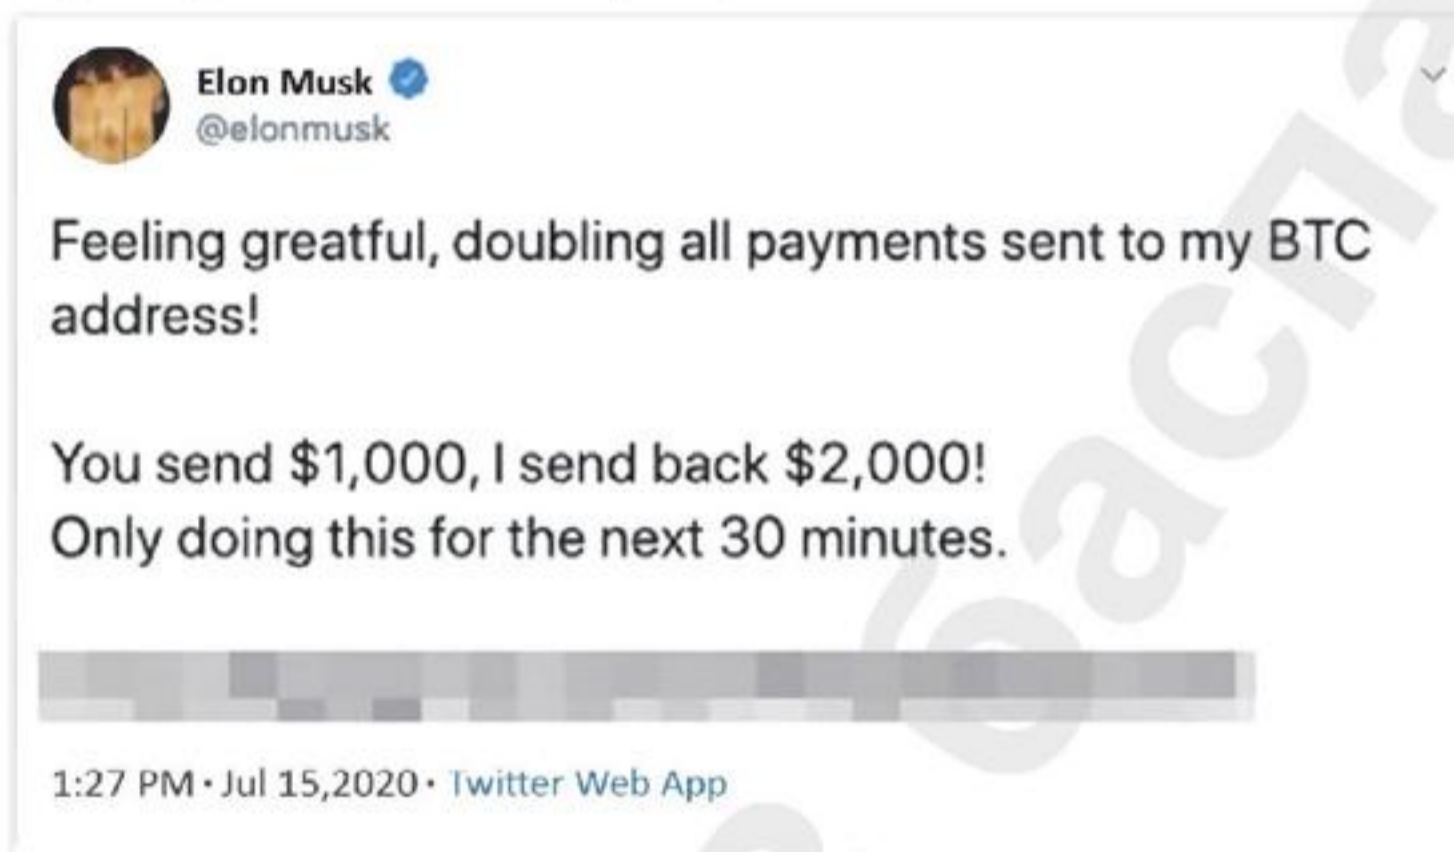 Elon Musk
@elonmusk
Feeling greatful, doubling all payments sent to my BTC
address!
You send $1,000, I send back $2,000!
Only doing this for the next 30 minutes.
1:27 PM · Jul 15,2020 · Twitter Web App